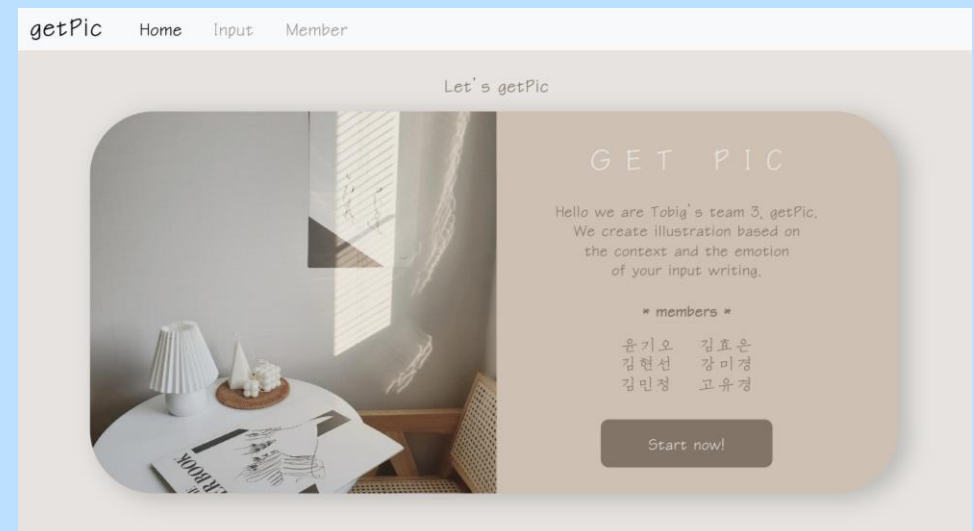 getPic Home Input Member
Let's getPic
GET PIC
Hello we are Tobig's team 3, getPic.
We create illustration based on
the context and the emotion
of your input writing.
* members *
윤기오 김효은
김현선 강미경
김민정 고유경
Start now!